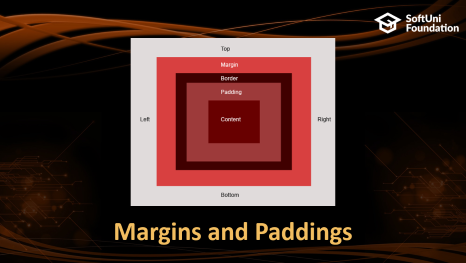 SoftUni
Foundation
Top
Margin
Border
Padding
Left
Content
Right
Bottom
Margins and Paddings